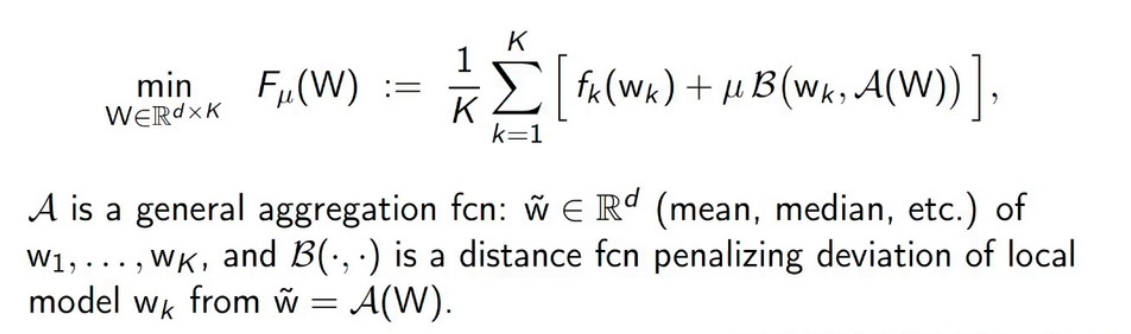 min W∈ℝ^{d×K} F_μ(W) := 1/K ∑_{k=1}^{K} [ f_k(w_k) + μ ℬ(w_k, 𝒜(W)) ],
𝒜 is a general aggregation fcn: w̃ ∈ ℝ^d (mean, median, etc.) of
w_1, . . . , w_K, and ℬ(·, ·) is a distance fcn penalizing deviation of local
model w_k from w̃ = 𝒜(W).